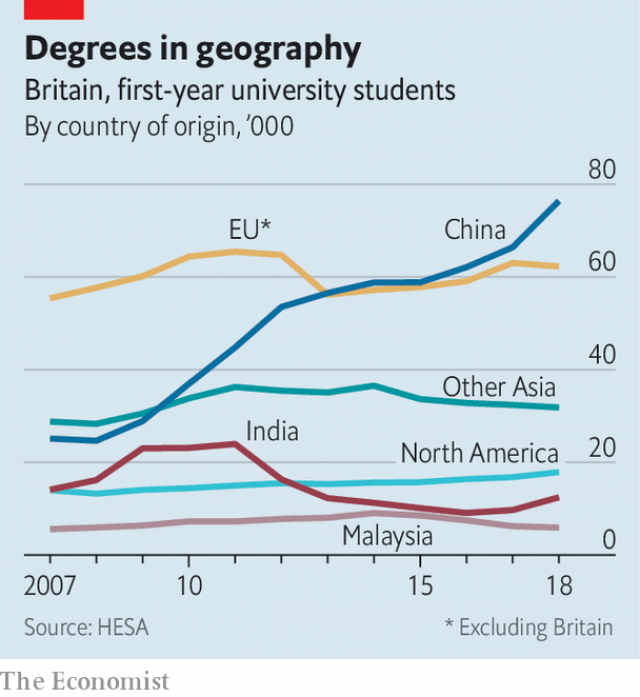 Degrees in geography
Britain, first-year university students
By country of origin, ’000
80
EU*
China
60
40
Other Asia
India
North America
20
Malaysia
0
2007 10 15 18
Source: HESA
* Excluding Britain
The Economist